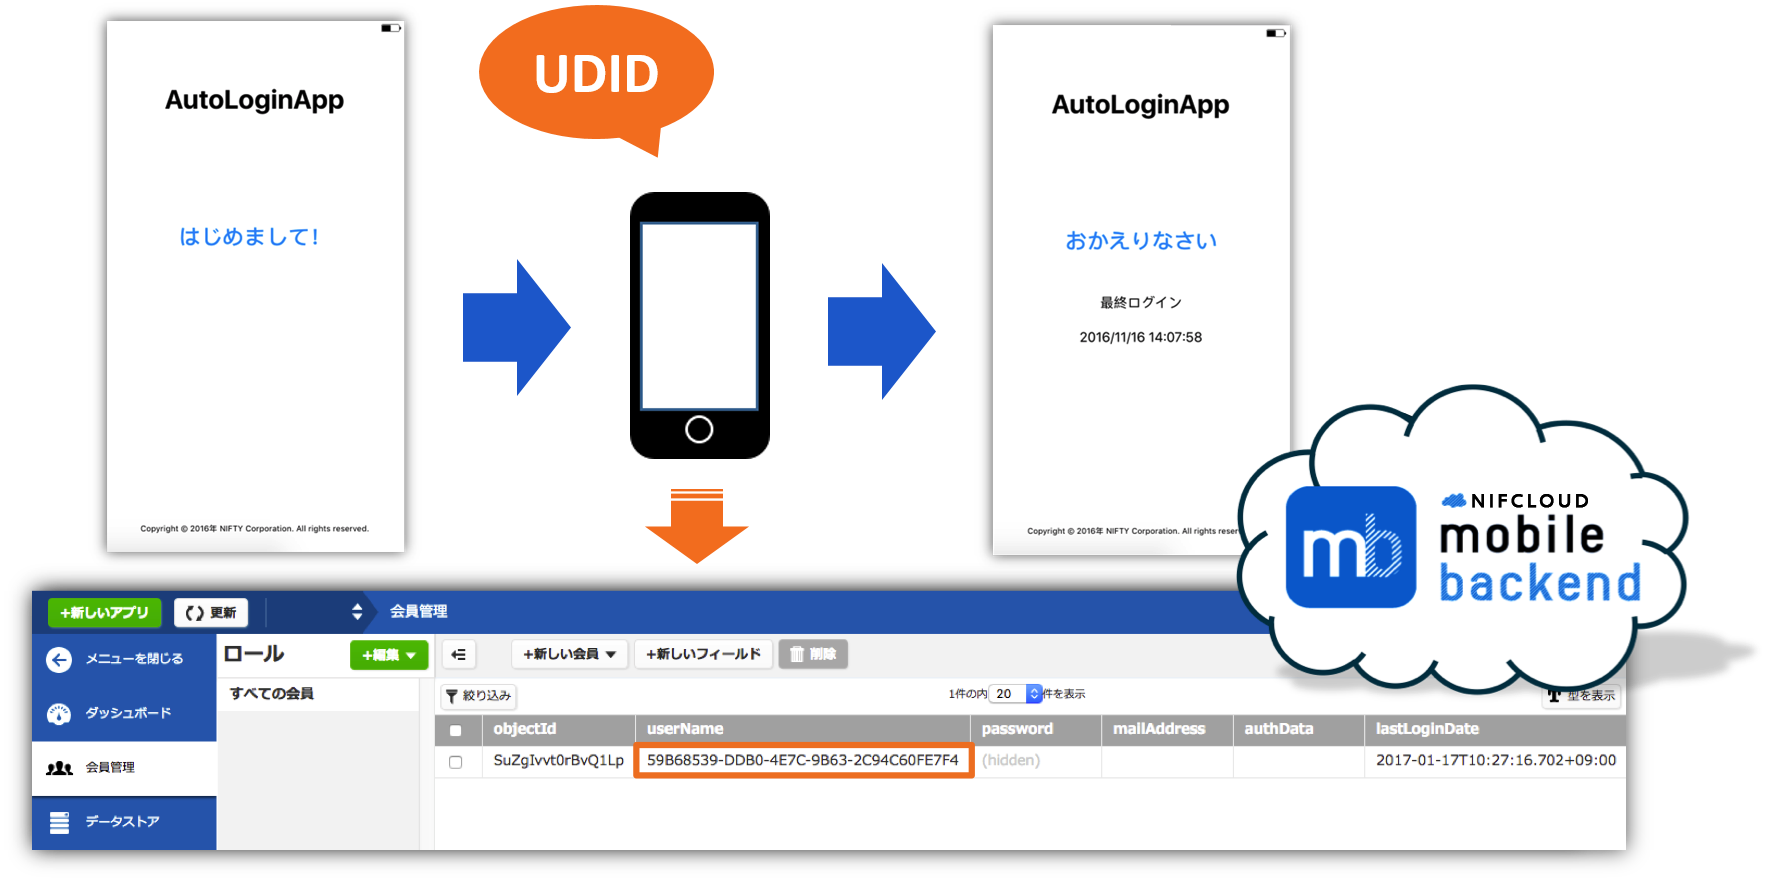 AutoLoginApp
はじめまして!
Copyright © 2016年 NIFTY Corporation. All rights reserved.
UDID
AutoLoginApp
おかえりなさい
最終ログイン
2016/11/16 14:07:58
Copyright © 2016年 NIFTY Corporation. All rights reser
NIFCLOUD
mb
mobile
backend
+新しいアプリ
更新
会員管理
メニューを閉じる
ダッシュボード
会員管理
データストア
ロール
+編集
すべての会員
+新しい会員
+新しいフィールド
削除
絞り込み
1件の内 20 件を表示
型を表示
objectId userName password mailAddress authData lastLoginDate
SuZgIvvt0rBvQ1Lp 59B68539-DDB0-4E7C-9B63-2C94C60FE7F4 (hidden) 2017-01-17T10:27:16.702+09:00